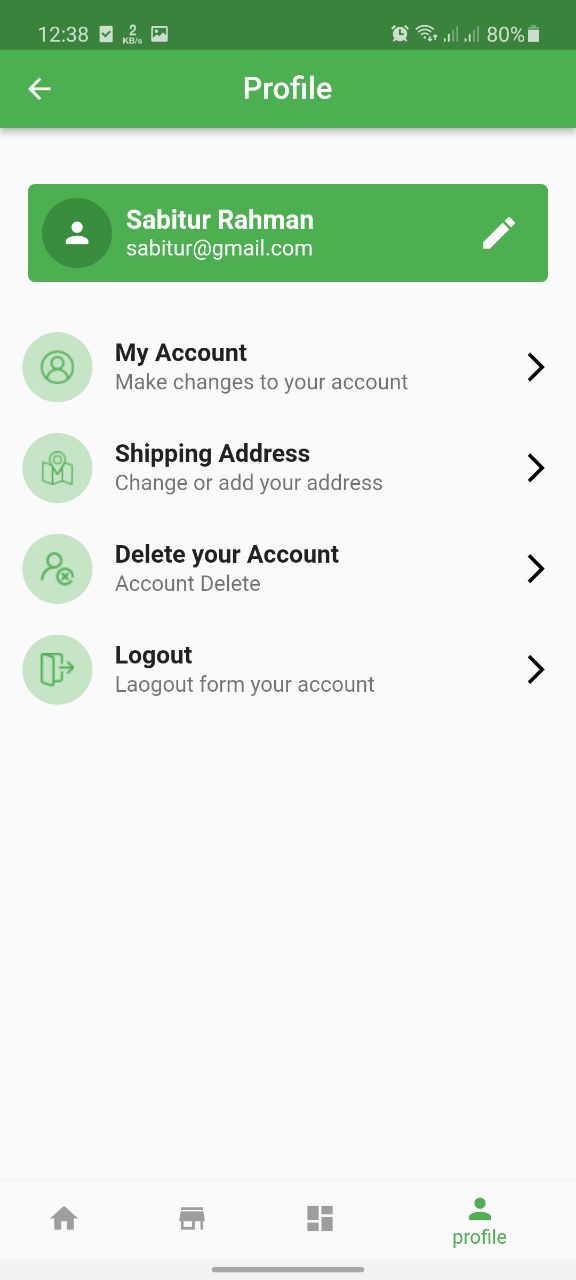 12:38 2 KB/s 80%
Profile
Sabitur Rahman
sabitur@gmail.com
My Account
Make changes to your account
Shipping Address
Change or add your address
Delete your Account
Account Delete
Logout
Laogout form your account
profile